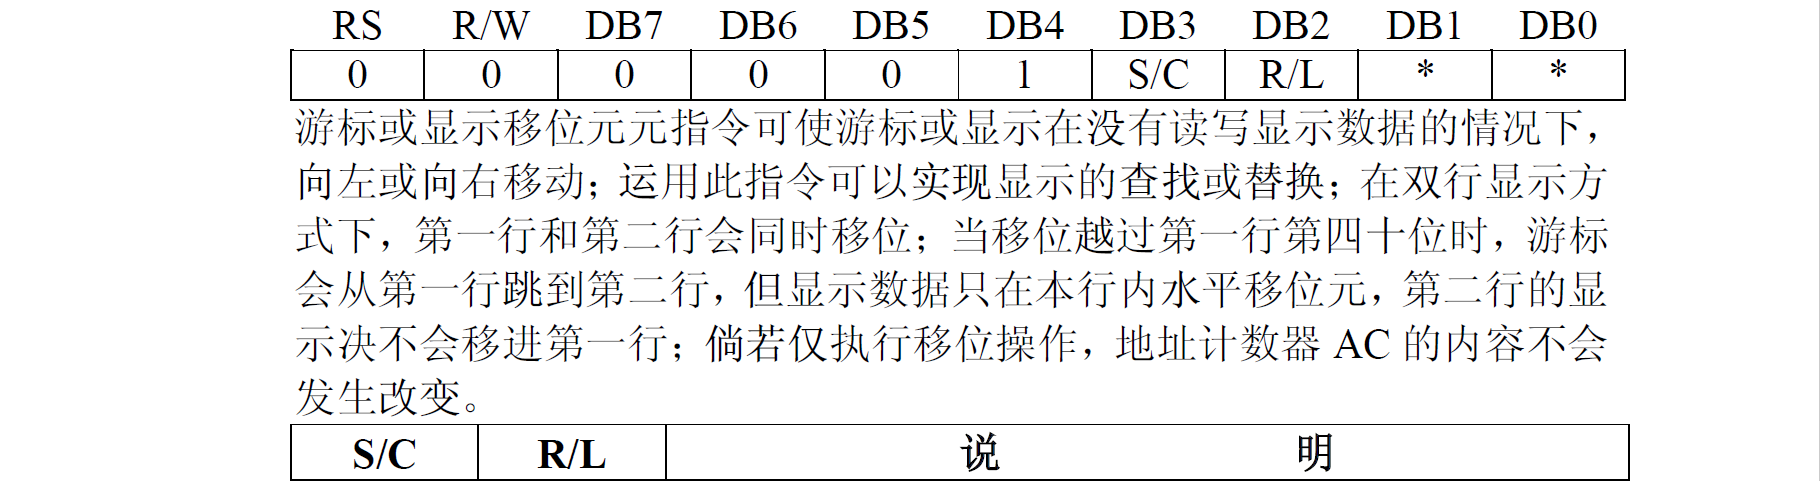 RS R/W DB7 DB6 DB5 DB4 DB3 DB2 DB1 DB0
0 0 0 0 0 1 S/C R/L * *
游标或显示移位元元指令可使游标或显示在没有读写显示数据的情况下，
向左或向右移动；运用此指令可以实现显示的查找或替换；在双行显示方
式下，第一行和第二行会同时移位；当移位越过第一行第四十位时，游标
会从第一行跳到第二行，但显示数据只在本行内水平移位元，第二行的显
示决不会移进第一行；倘若仅执行移位操作，地址计数器 AC 的内容不会
发生改变。
S/C R/L 说 明